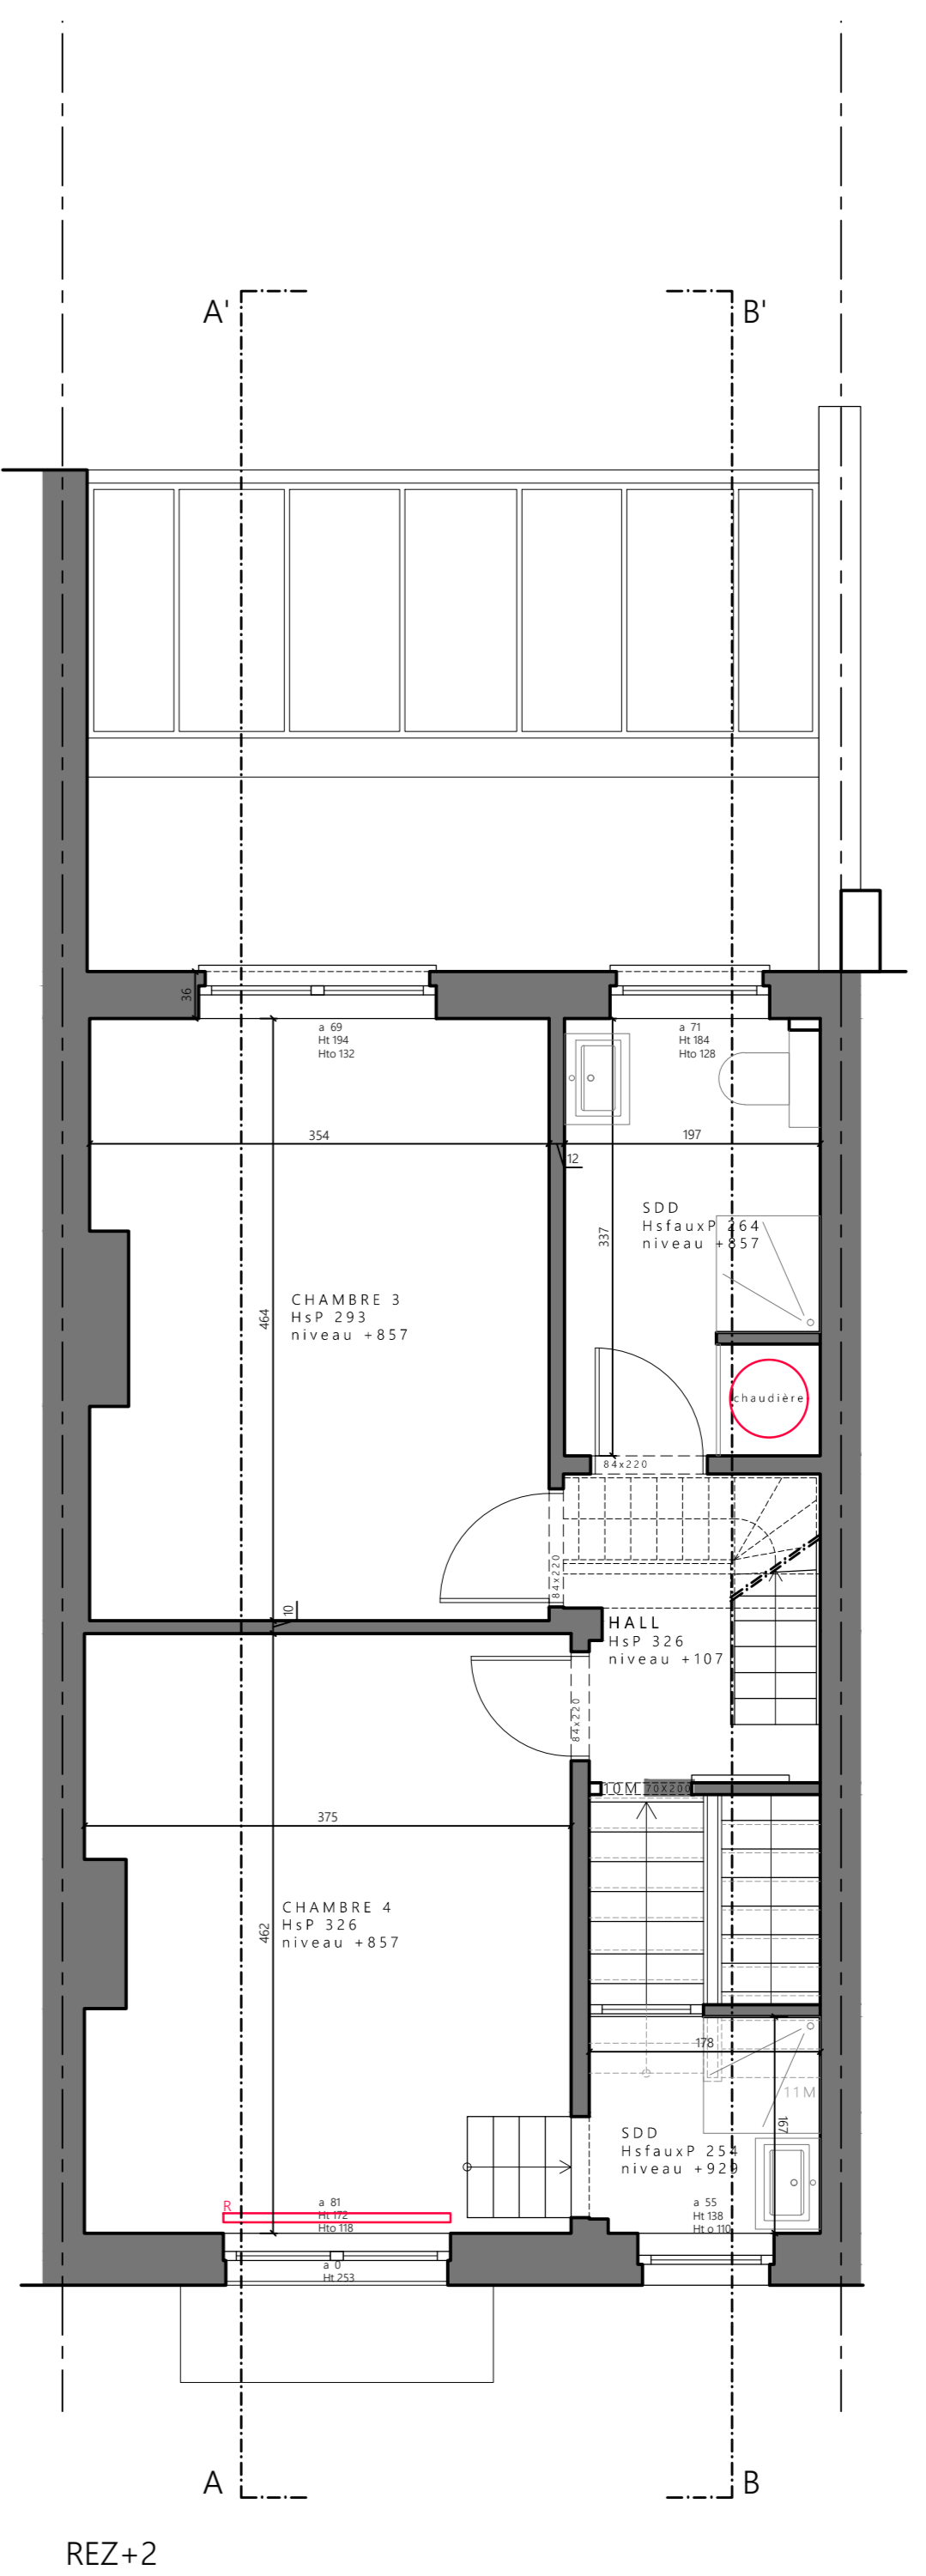 A'
B'
36
a 69
Ht 194
Hto 132
a 71
Ht 184
Hto 128
354
197
12
SDD
HsfauxP 264
niveau +857
337
CHAMBRE 3
HsP 293
niveau +857
464
chaudière
84x220
84x220
10
HALL
HsP 326
niveau +107
84x220
10M
70X200
375
CHAMBRE 4
HsP 326
niveau +857
462
178
11M
167
SDD
HsfauxP 254
niveau +929
R
a 81
Ht 172
Hto 118
a 55
Ht 138
Ht o 110
a 0
Ht 253
A
B
REZ+2